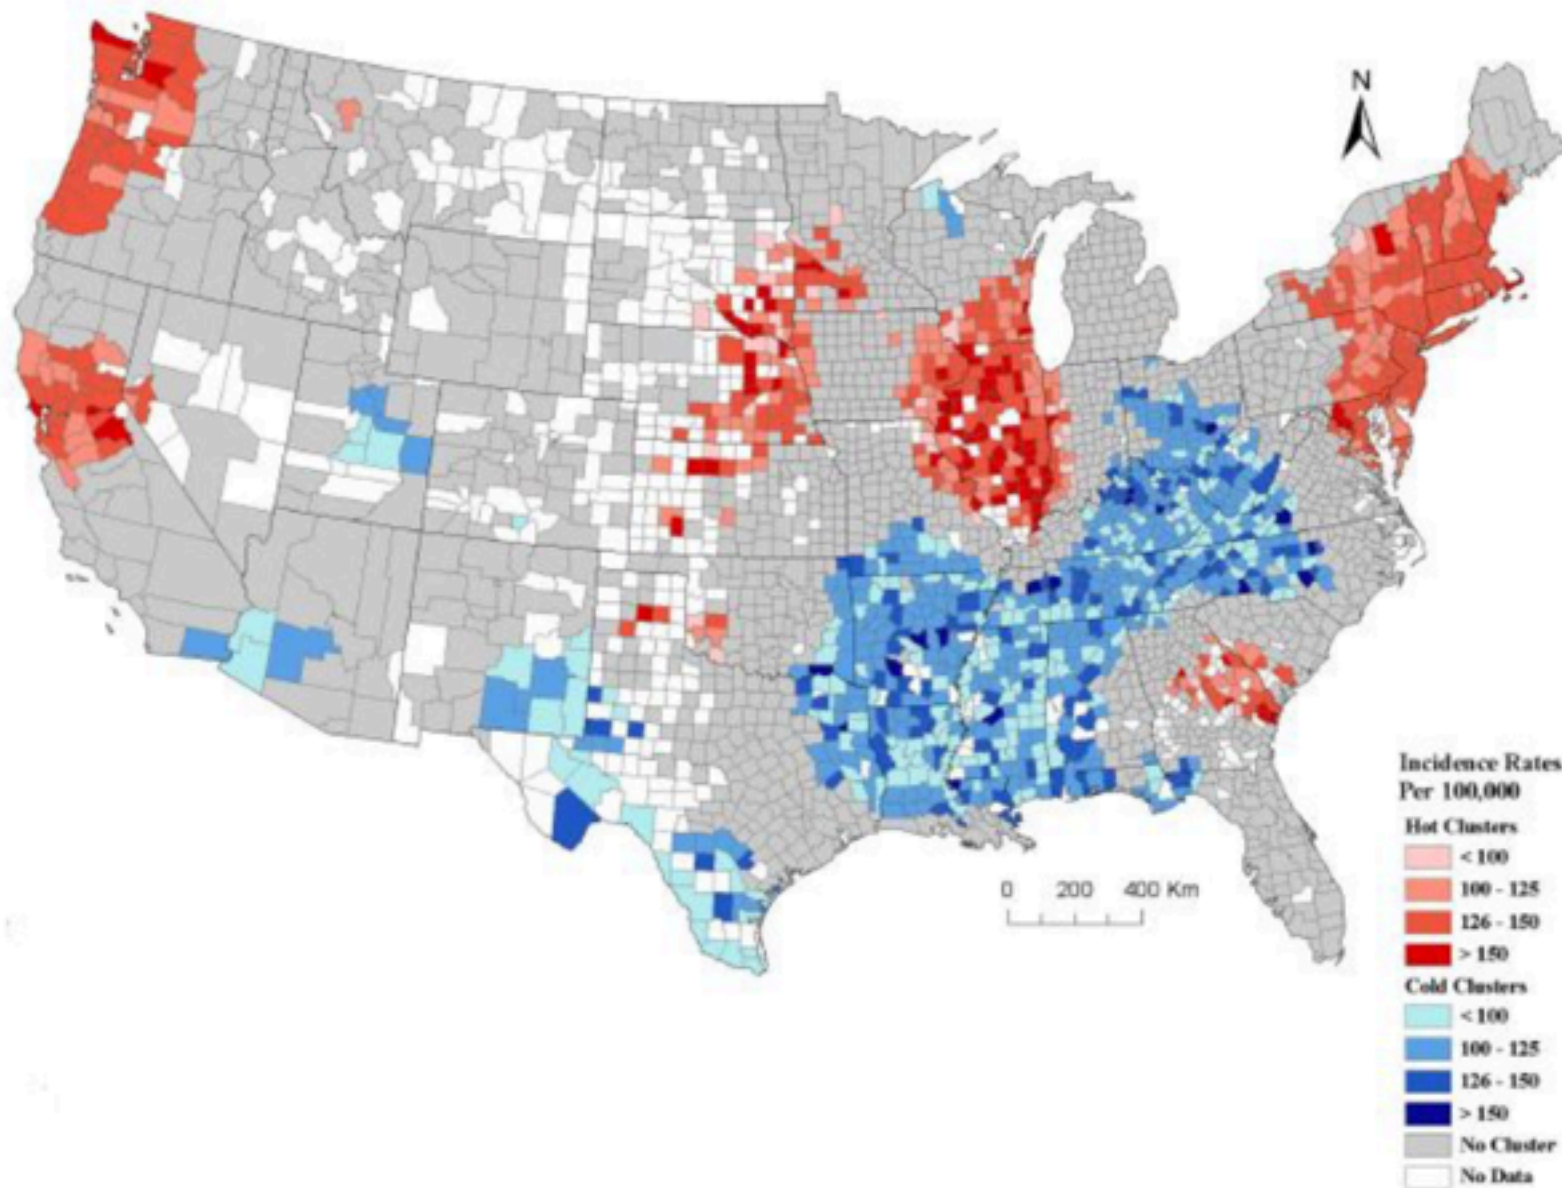 N
0 200 400 Km
Incidence Rates
Per 100,000
Hot Clusters
< 100
100 - 125
126 - 150
> 150
Cold Clusters
< 100
100 - 125
126 - 150
> 150
No Cluster
No Data